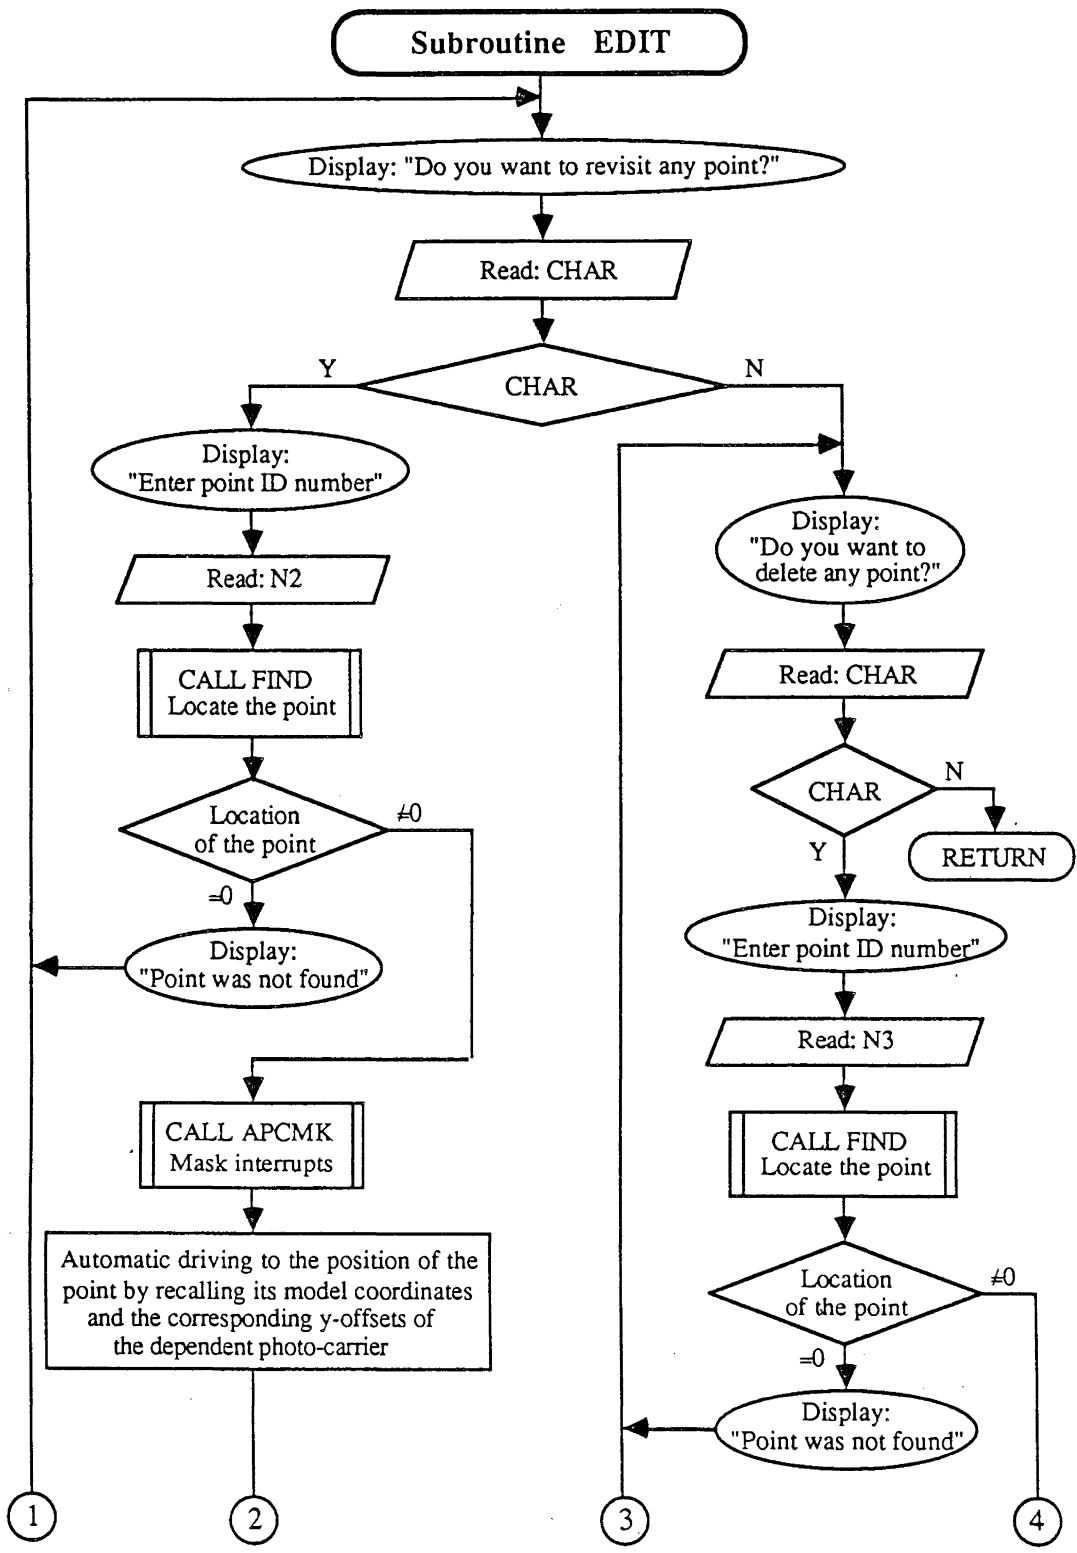 Subroutine EDIT
Display: "Do you want to revisit any point?"
Read: CHAR
CHAR
Y
N
Display:
"Enter point ID number"
Read: N2
CALL FIND
Locate the point
Location
of the point
≠0
=0
Display:
"Point was not found"
CALL APCMK
Mask interrupts
Automatic driving to the position of the
point by recalling its model coordinates
and the corresponding y-offsets of
the dependent photo-carrier
Display:
"Do you want to
delete any point?"
Read: CHAR
CHAR
N
RETURN
Y
Display:
"Enter point ID number"
Read: N3
CALL FIND
Locate the point
Location
of the point
≠0
=0
Display:
"Point was not found"
1
2
3
4